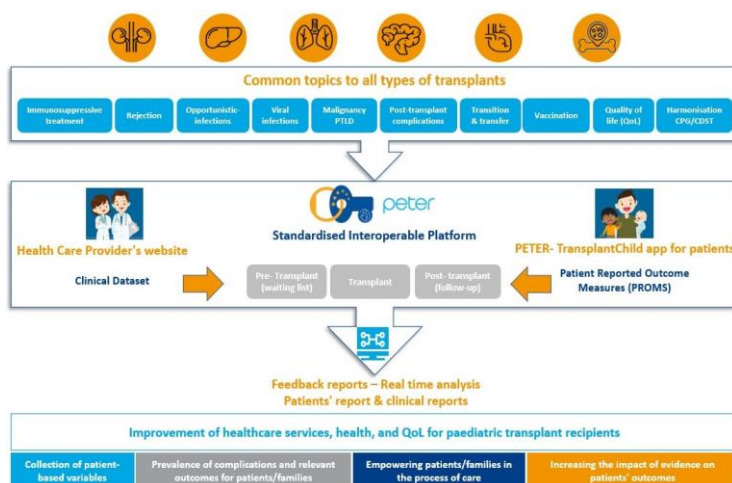 Common topics to all types of transplants
Immunosuppressive
treatment
Rejection
Opportunistic-
infections
Viral
infections
Malignancy
PTLD
Post-transplant
complications
Transition
& transfer
Vaccination
Quality of
life (QoL)
Harmonisation
CPG/CDST
peter
Standardised Interoperable Platform
Health Care Provider's website
PETER- TransplantChild app for patients
Clinical Dataset
Pre- Transplant
(waiting list)
Transplant
Post- transplant
(follow-up)
Patient Reported Outcome
Measures (PROMS)
Feedback reports – Real time analysis
Patients' report & clinical reports
Improvement of healthcare services, health, and QoL for paediatric transplant recipients
Collection of patient-
based variables
Prevalence of complications and relevant
outcomes for patients/families
Empowering patients/families in
the process of care
Increasing the impact of evidence on
patients' outcomes